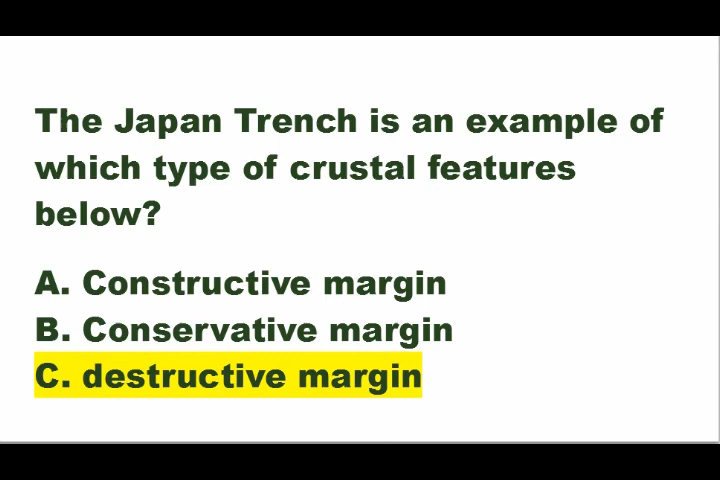 The Japan Trench is an example of
which type of crustal features
below?
A. Constructive margin
B. Conservative margin
C. destructive margin